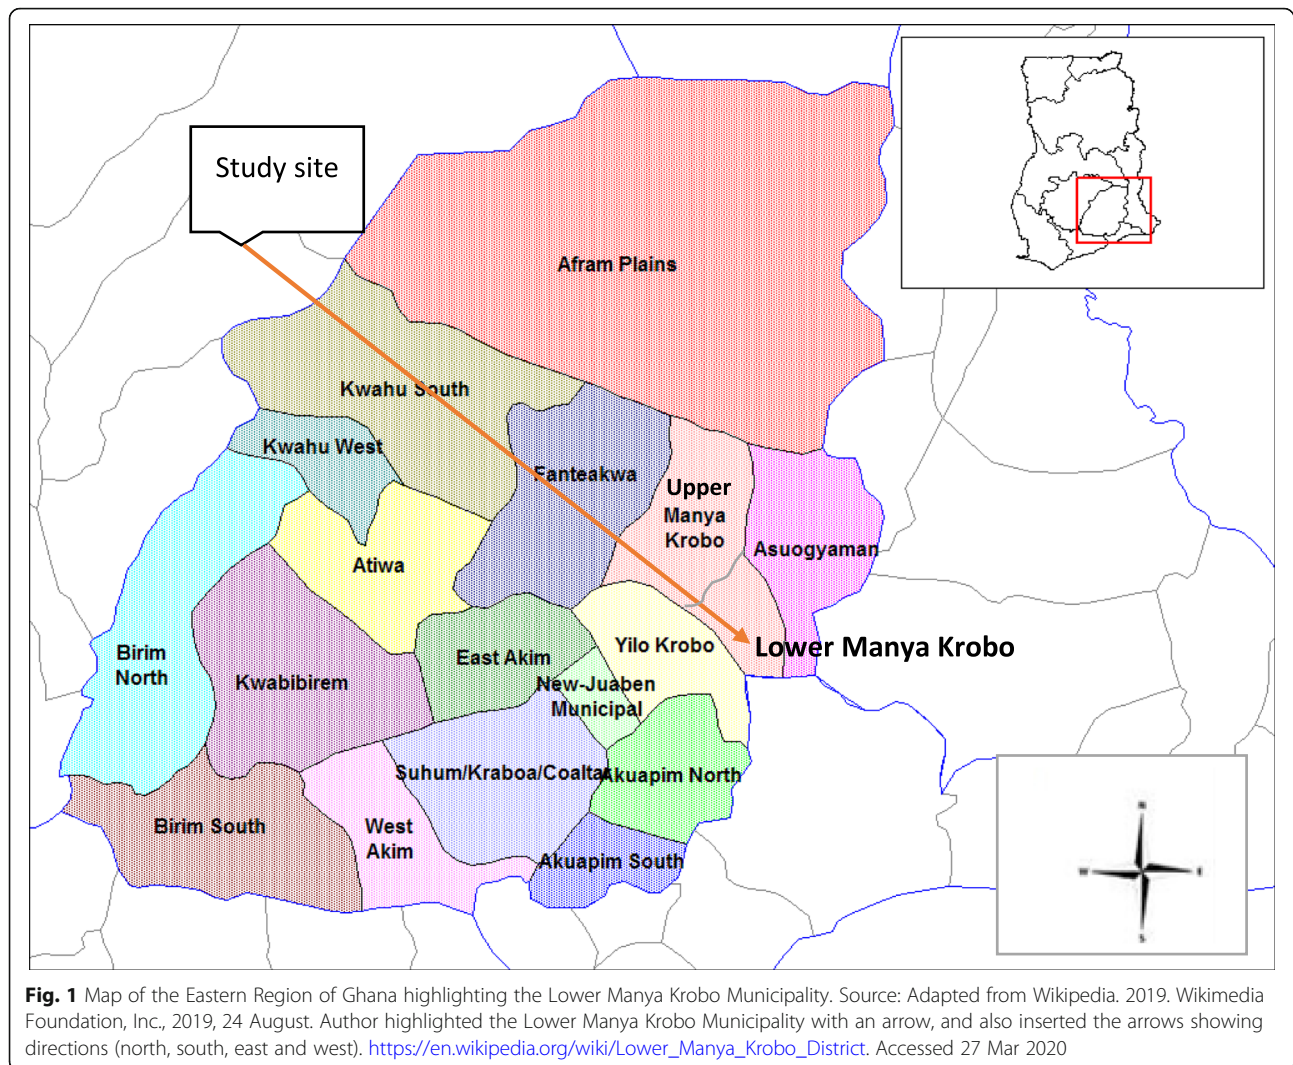 Study site
Afram Plains
Kwahu South
Kwahu West
Fanteakwa
Upper
Manya
Krobo
Asuogyaman
Atiwa
Birim
North
Kwabibirem
East Akim
Yilo Krobo
Lower Manya Krobo
New-Juaben
Municipal
Suhum/Kraboa/Coaltar
Akuapim North
Birim South
West
Akim
Akuapim South
W
S
Fig. 1 Map of the Eastern Region of Ghana highlighting the Lower Manya Krobo Municipality. Source: Adapted from Wikipedia. 2019. Wikimedia
Foundation, Inc., 2019, 24 August. Author highlighted the Lower Manya Krobo Municipality with an arrow, and also inserted the arrows showing
directions (north, south, east and west). https://en.wikipedia.org/wiki/Lower_Manya_Krobo_District. Accessed 27 Mar 2020